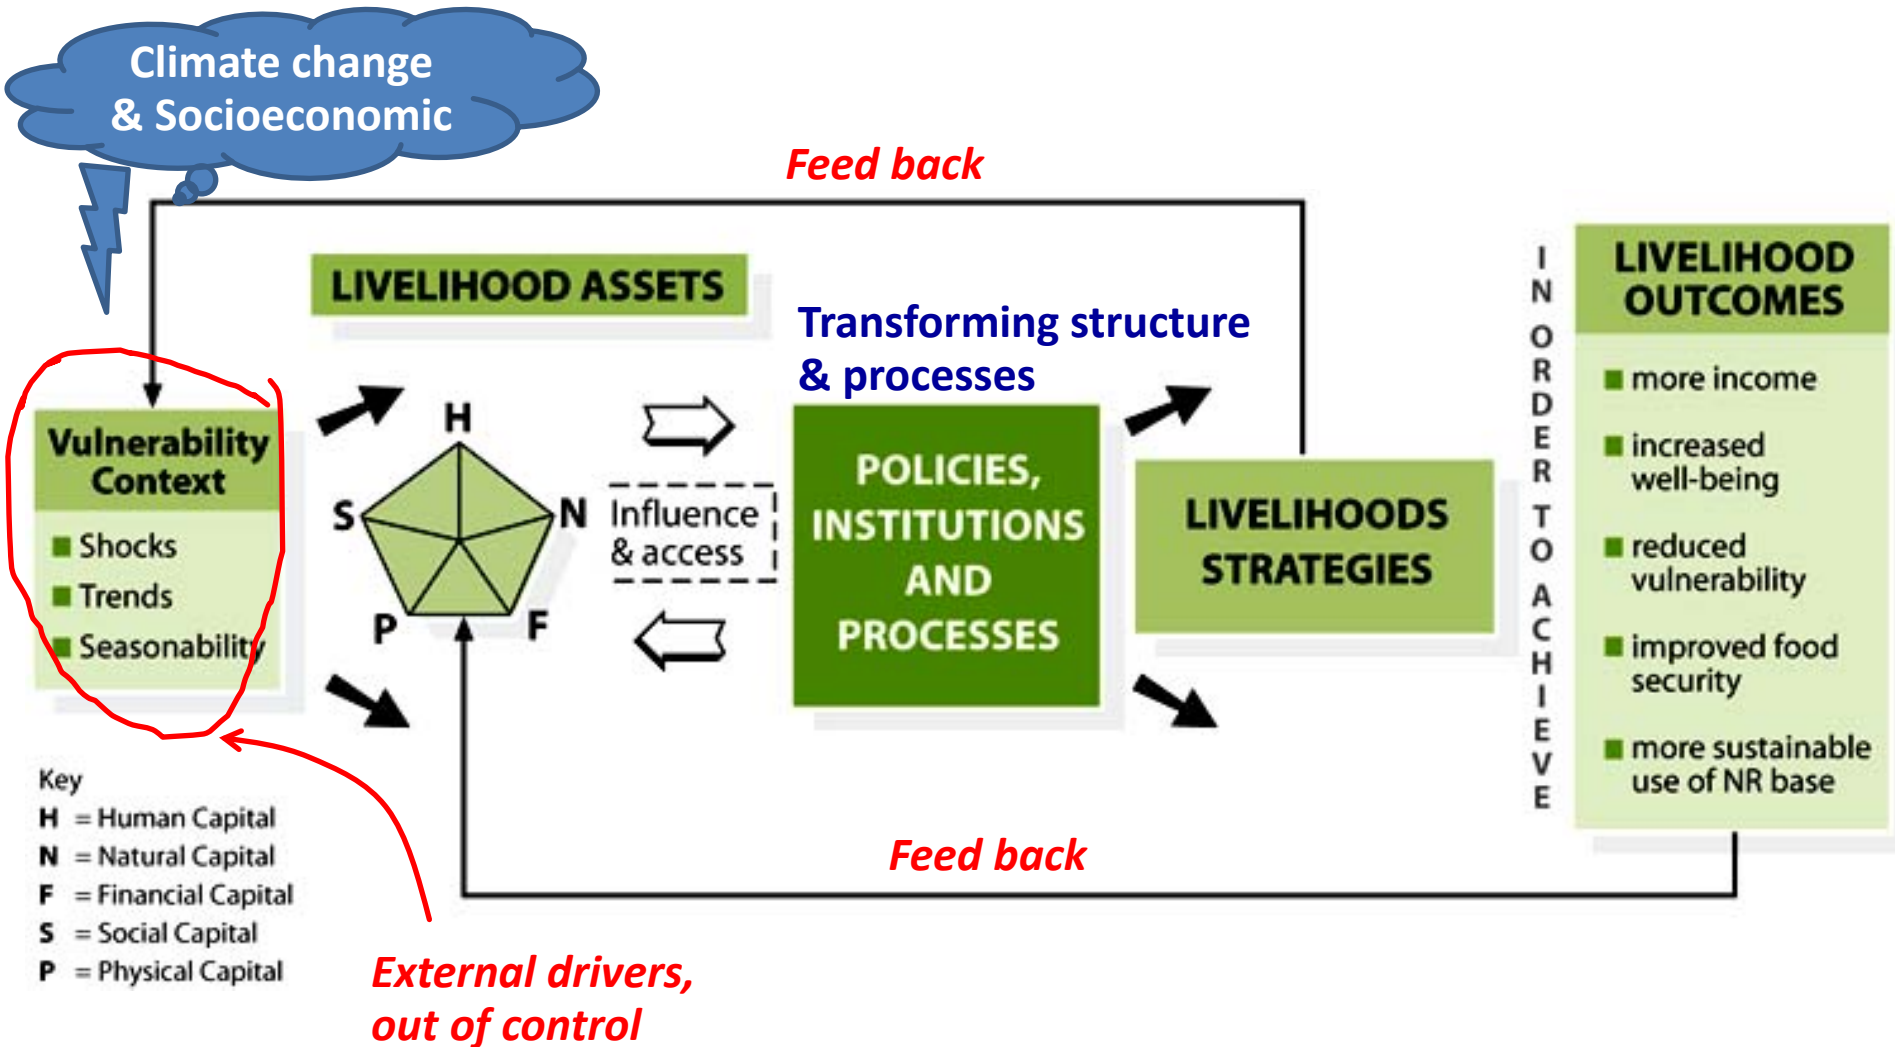 Climate change
& Socioeconomic
Feed back
LIVELIHOOD ASSETS
Transforming structure
& processes
Vulnerability
Context
Shocks
Trends
Seasonability
H
S
N
P
F
Influence
& access
POLICIES,
INSTITUTIONS
AND
PROCESSES
LIVELIHOODS
STRATEGIES
IN ORDER TO ACHIEVE
LIVELIHOOD
OUTCOMES
more income
increased
well-being
reduced
vulnerability
improved food
security
more sustainable
use of NR base
Key
H = Human Capital
N = Natural Capital
F = Financial Capital
S = Social Capital
P = Physical Capital
Feed back
External drivers,
out of control